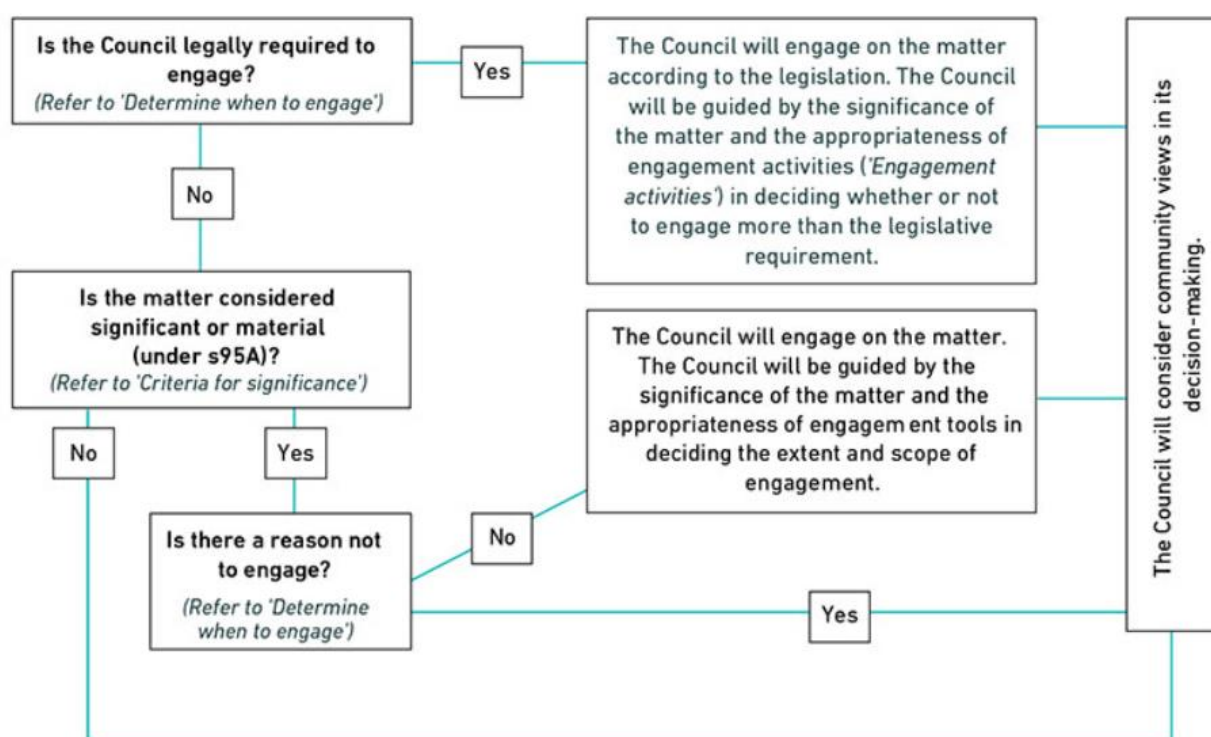 Is the Council legally required to
engage?
(Refer to 'Determine when to engage')
Yes
The Council will engage on the matter
according to the legislation. The Council
will be guided by the significance of
the matter and the appropriateness of
engagement activities ('Engagement
activities') in deciding whether or not
to engage more than the legislative
requirement.
No
Is the matter considered
significant or material
(under s95A)?
(Refer to 'Criteria for significance')
No
Yes
The Council will engage on the matter.
The Council will be guided by the
significance of the matter and the
appropriateness of engagem ent tools in
deciding the extent and scope of
engagement.
Is there a reason not
to engage?
(Refer to 'Determine
when to engage')
No
Yes
The Council will consider community views in its
decision-making.